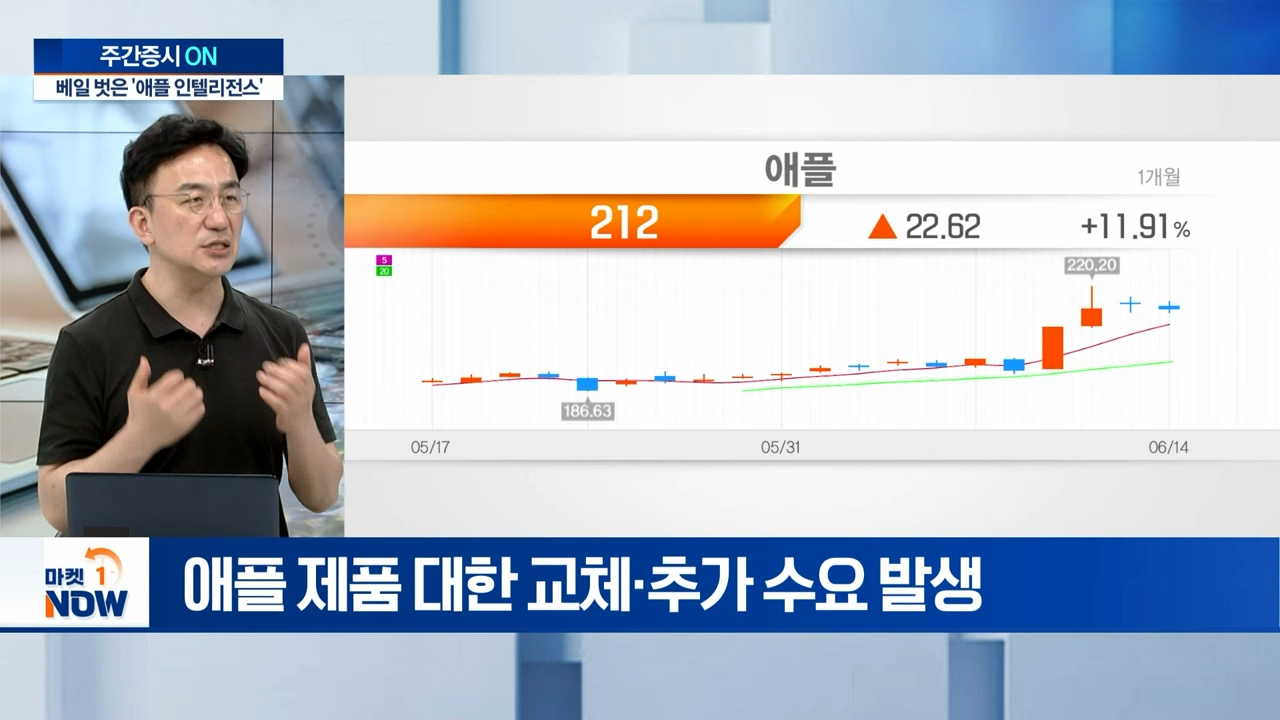 주간증시 ON
베일 벗은 '애플 인텔리전스'
애플
1개월
212
▲ 22.62
+11.91%
5
20
220.20
186.63
05/17
05/31
06/14
마켓 1
NOW
애플 제품 대한 교체·추가 수요 발생